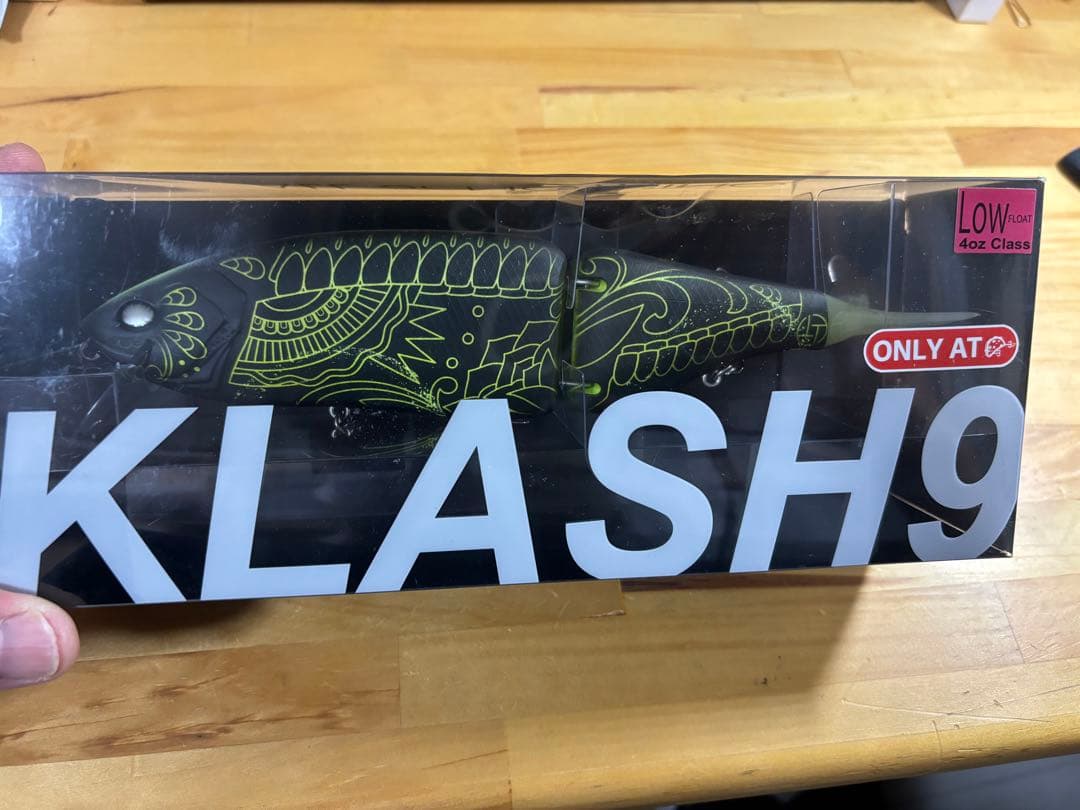 LOW FLOAT
4oz Class
ONLY AT
KLASH9